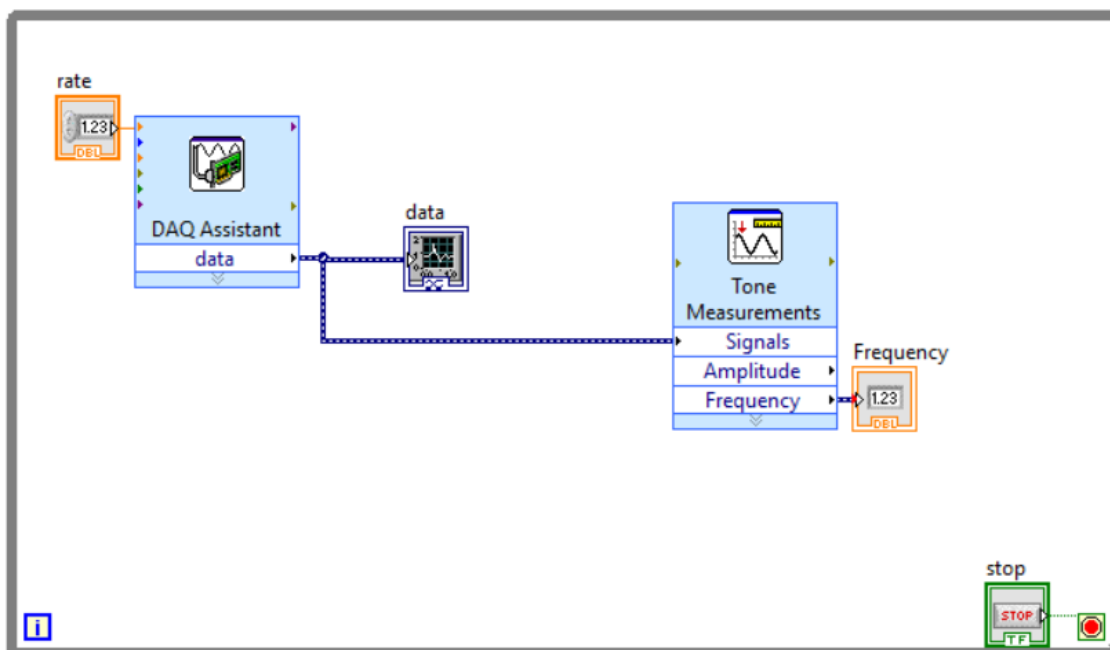 rate
1.23
DBL
DAQ Assistant
data
data
Tone
Measurements
Signals
Amplitude
Frequency
Frequency
1.23
DBL
stop
STOP
TF
i